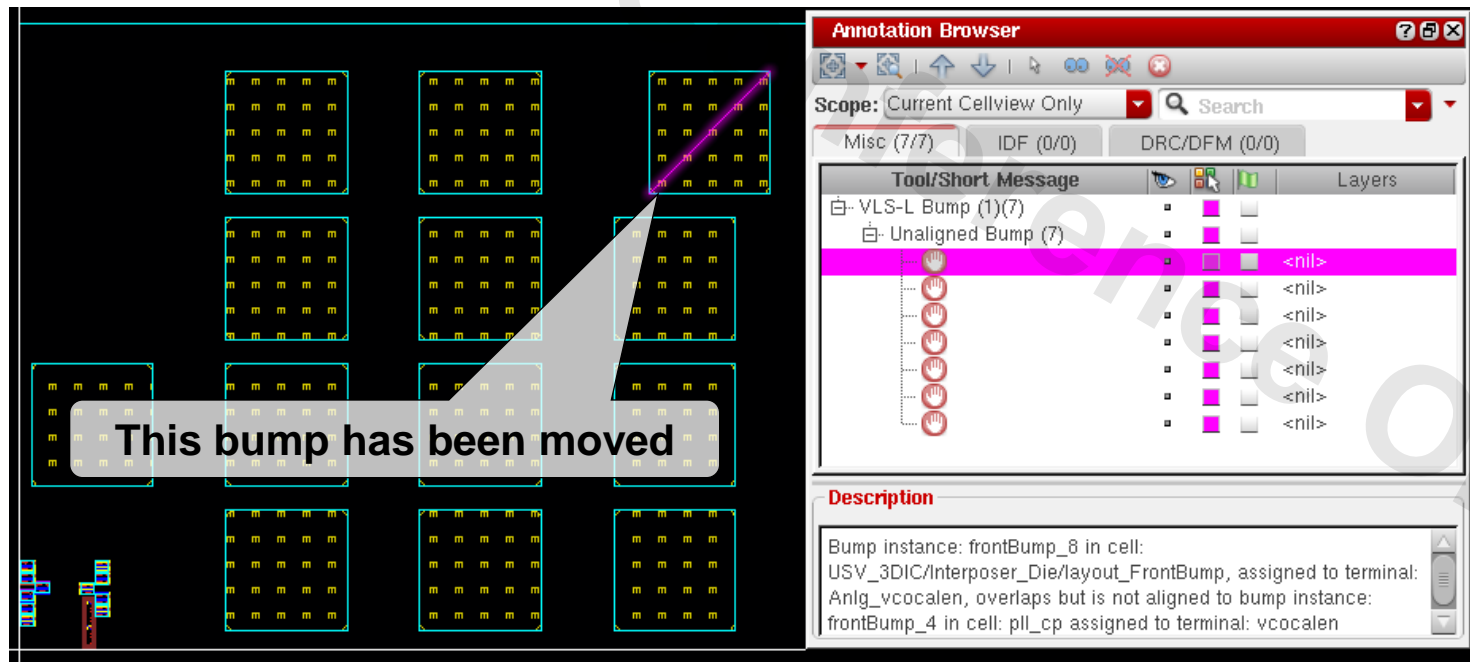 Annotation Browser
Scope: Current Cellview Only Search
Misc (7/7) IDF (0/0) DRC/DFM (0/0)
Tool/Short Message Layers
VLS-L Bump (1)(7)
Unaligned Bump (7)
<nil>
<nil>
<nil>
<nil>
<nil>
<nil>
<nil>
This bump has been moved
Description
Bump instance: frontBump_8 in cell:
USV_3DIC/Interposer_Die/layout_FrontBump, assigned to terminal:
Anlg_vcocalen, overlaps but is not aligned to bump instance:
frontBump_4 in cell: pll_cp assigned to terminal: vcocalen